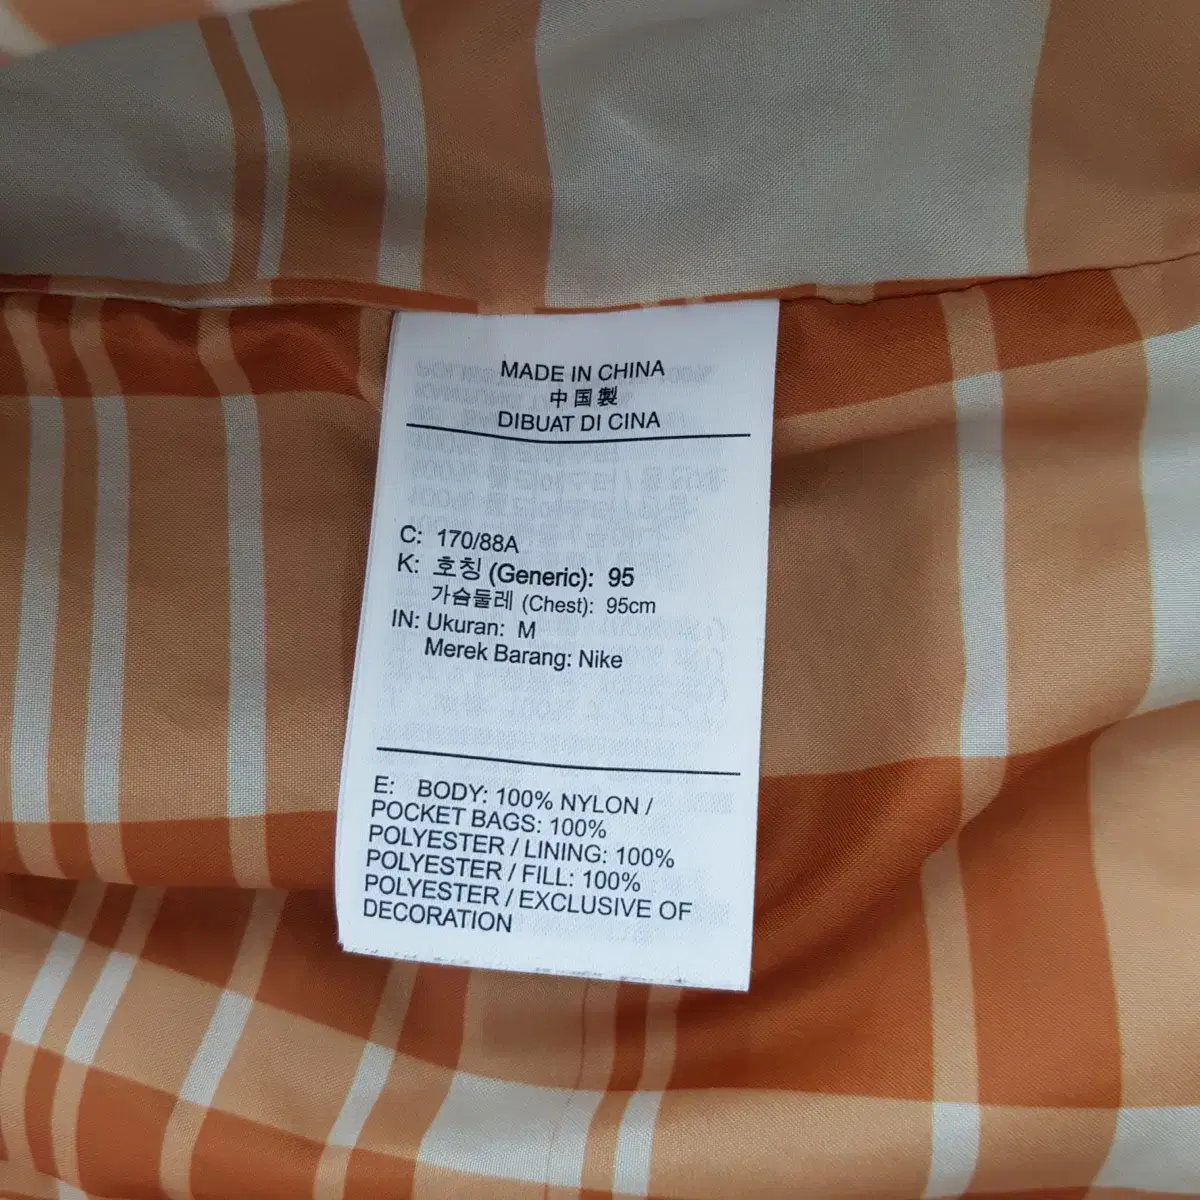 MADE IN CHINA
中国製
DIBUAT DI CINA
C: 170/88A
K: 호칭 (Generic): 95
가슴둘레 (Chest): 95cm
IN: Ukuran: M
Merek Barang: Nike
E: BODY: 100% NYLON /
POCKET BAGS: 100%
POLYESTER / LINING: 100%
POLYESTER / FILL: 100%
POLYESTER / EXCLUSIVE OF
DECORATION